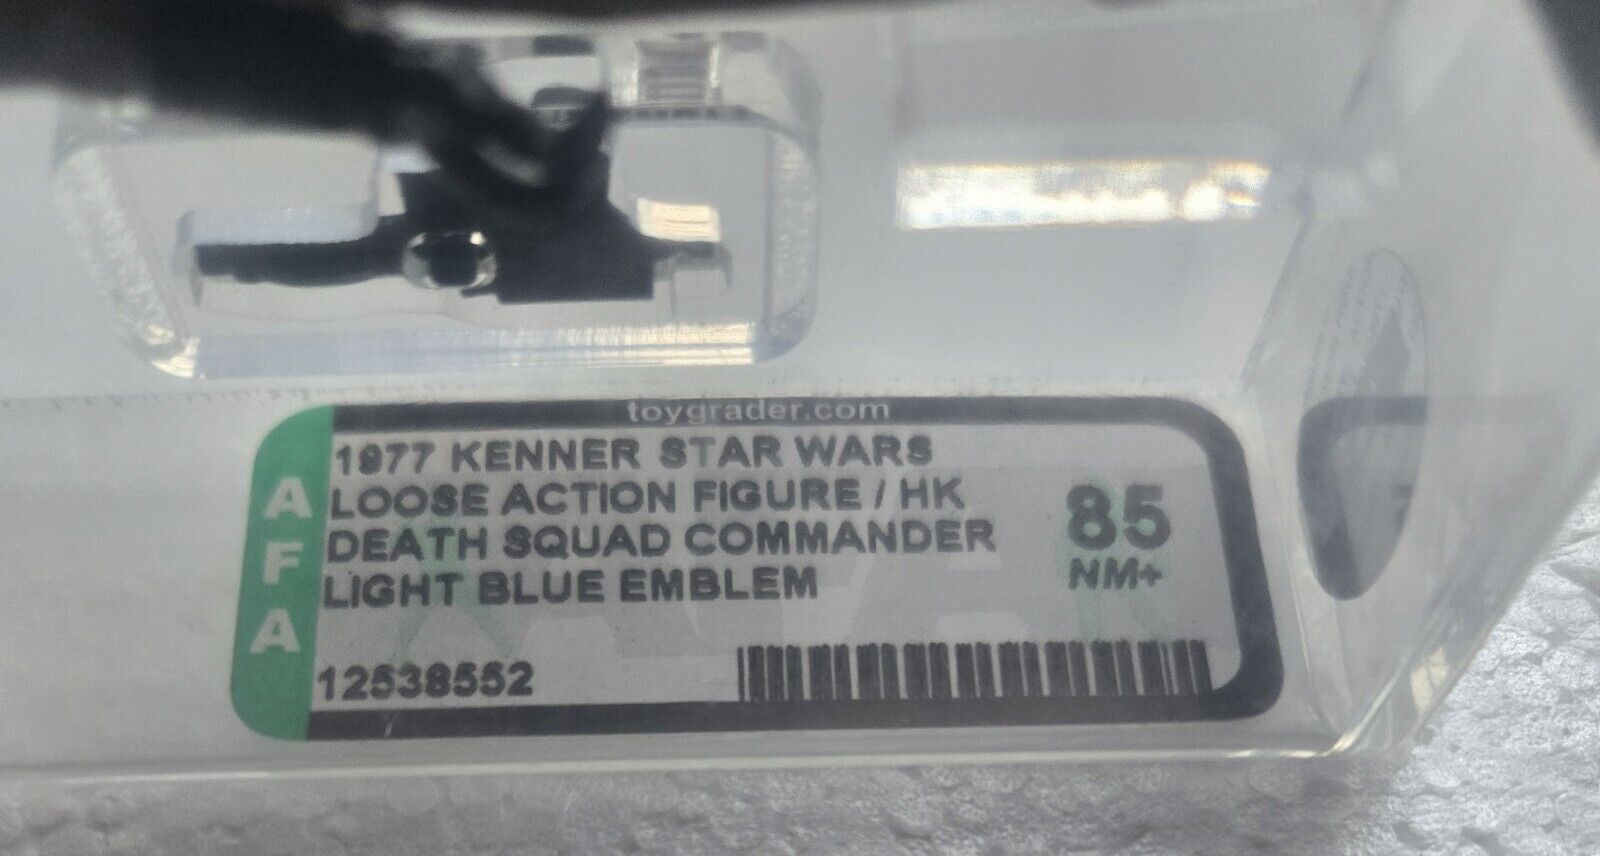 toygrader.com
AFA
1977 KENNER STAR WARS
LOOSE ACTION FIGURE / HK
DEATH SQUAD COMMANDER
LIGHT BLUE EMBLEM
85
NM+
12538552